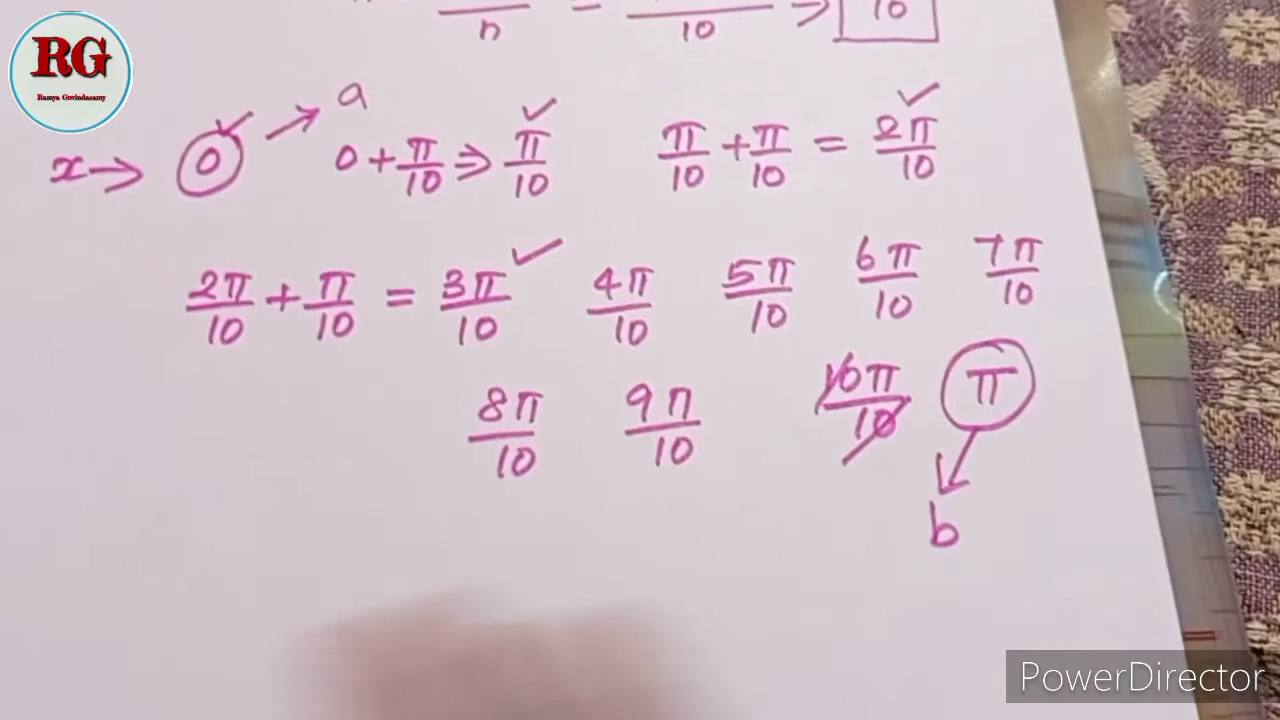 RG
Ramya Govindasamy
― = ― ⇒ 10
n 10
x → 0 → a 0 + π/10 ⇒ π/10 ✓ π/10 + π/10 = 2π/10 ✓
2π/10 + π/10 = 3π/10 ✓ 4π/10 5π/10 6π/10 7π/10
8π/10 9π/10 10π/10 π
b
PowerDirector